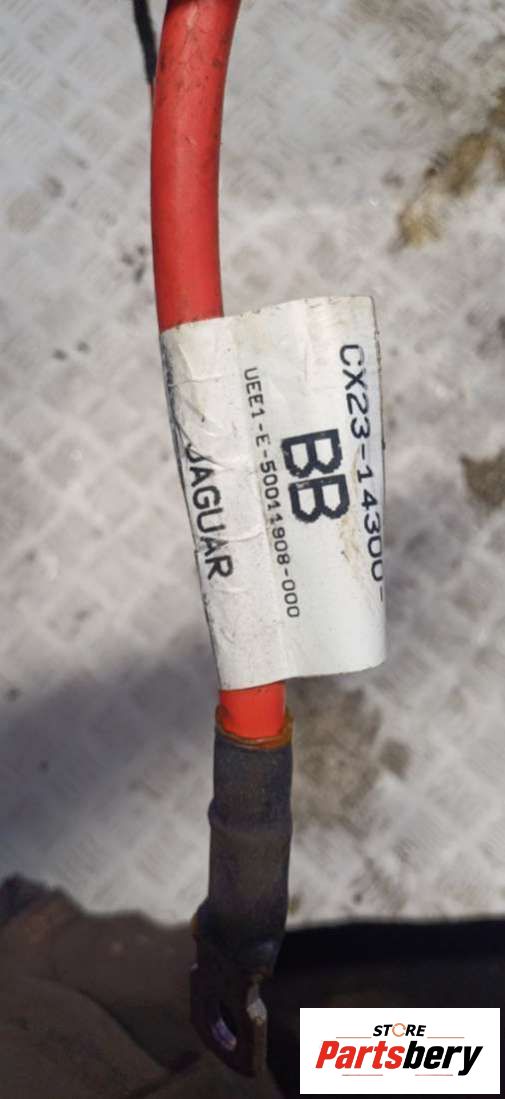 CX23-14300-
BB
UEE1-E-50011908-000
JAGUAR
STORE
Partsbery